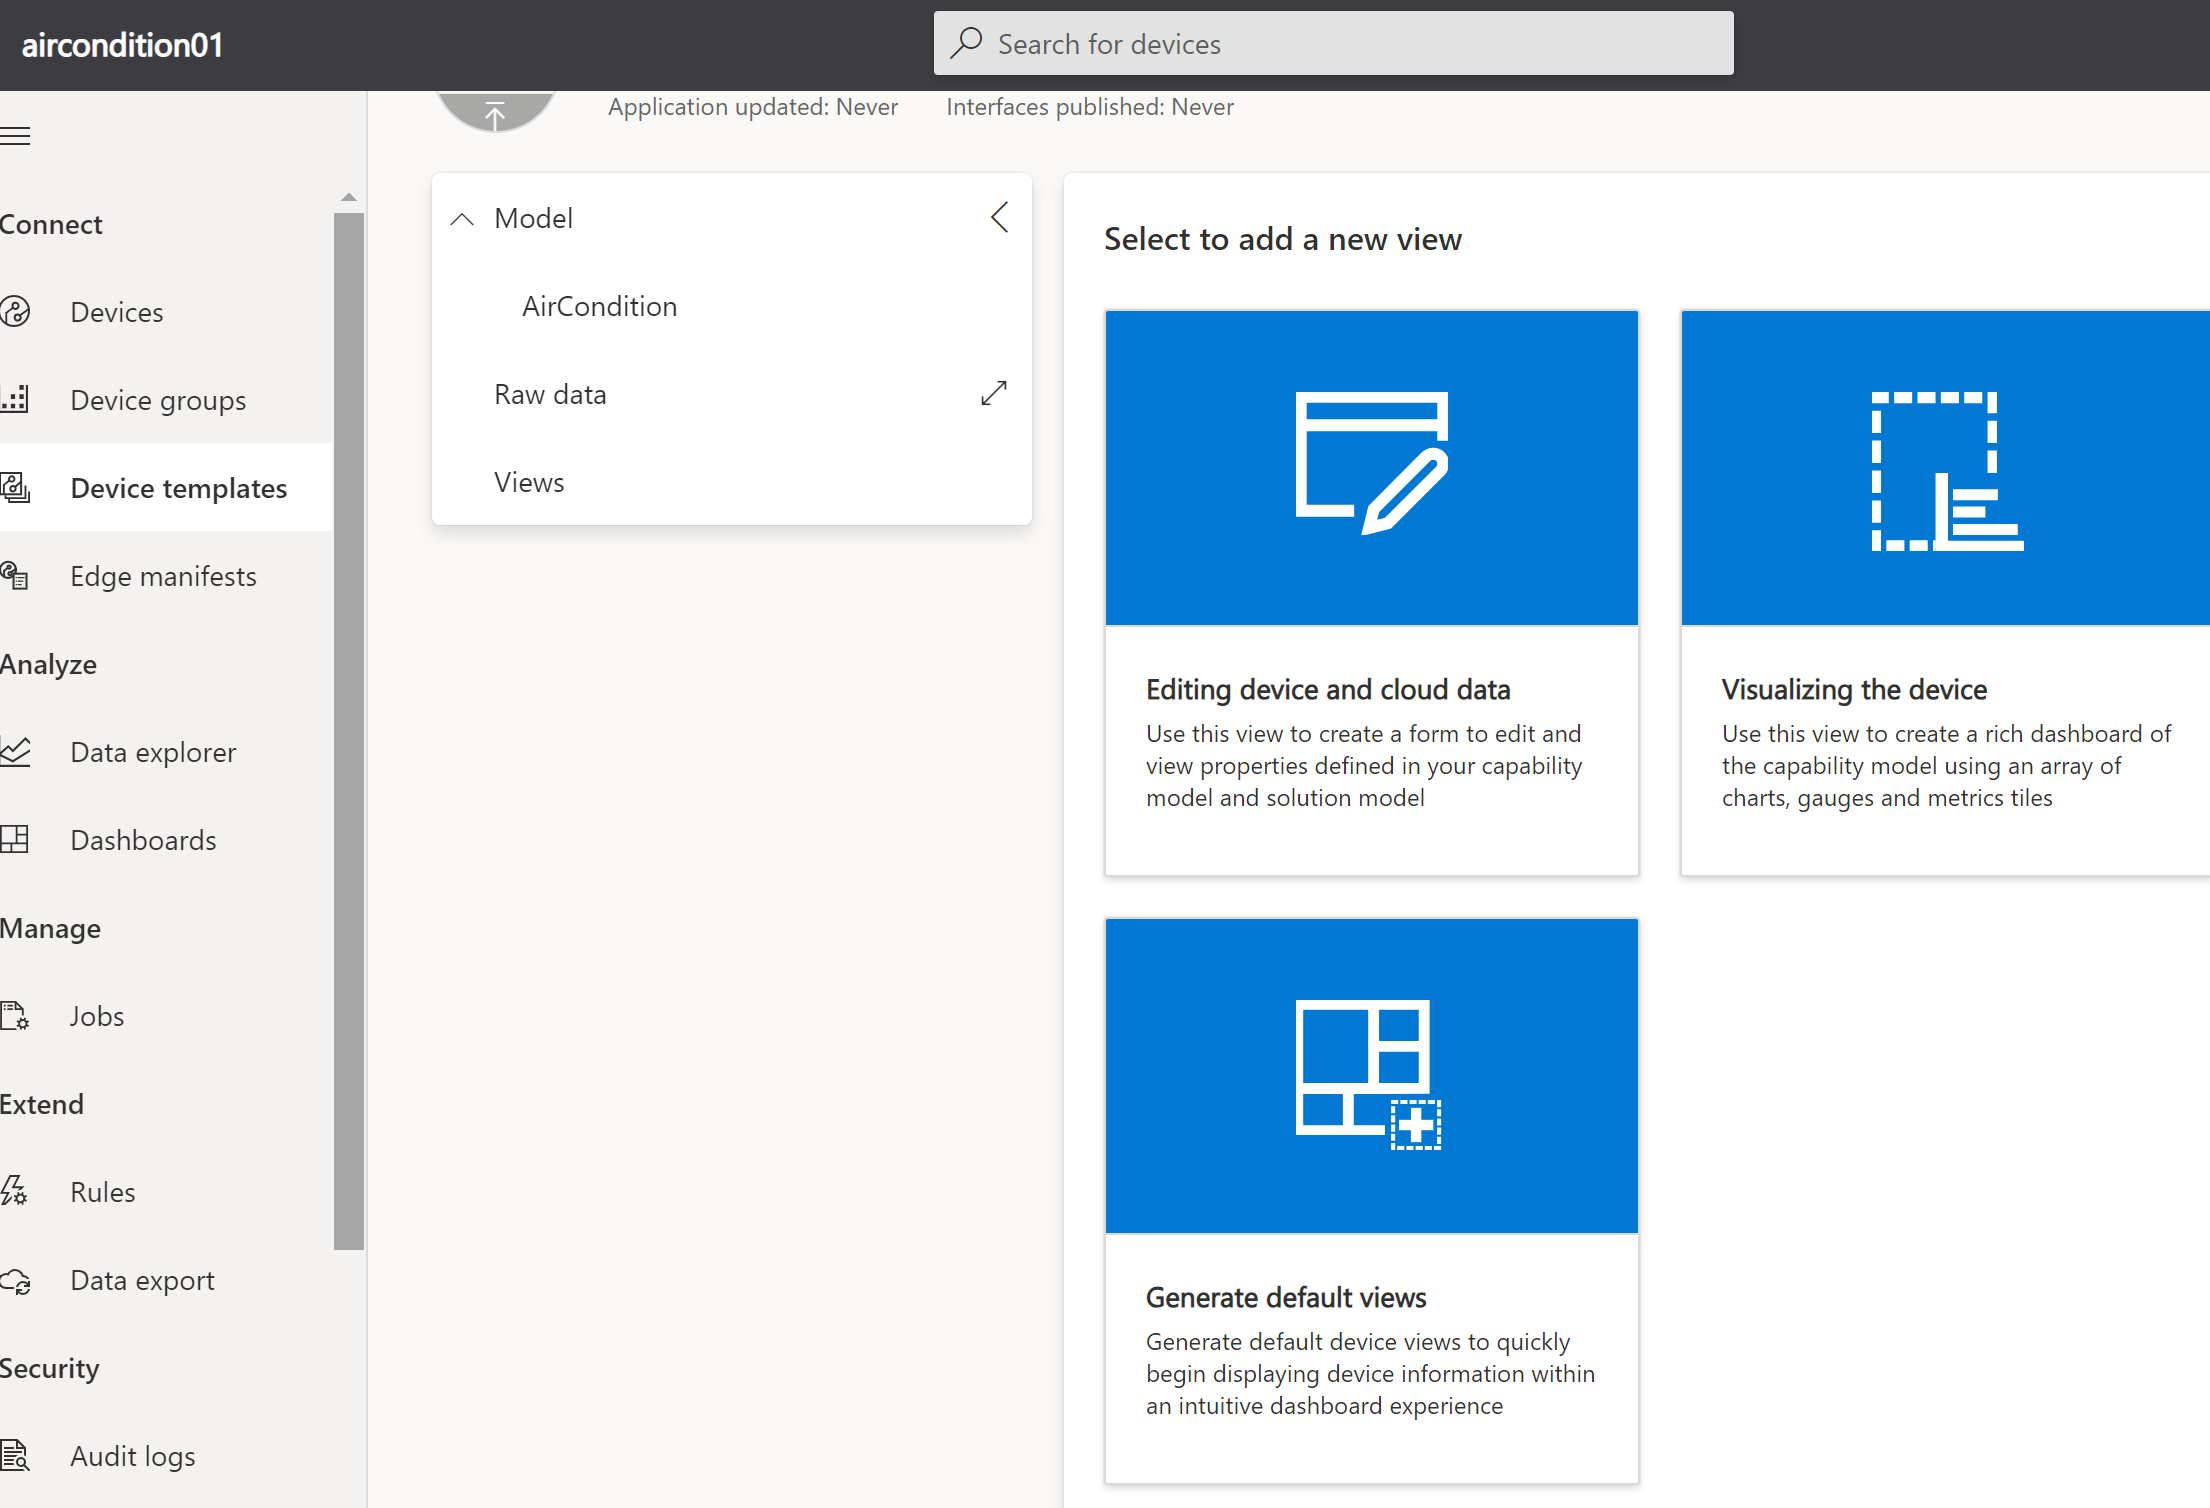 aircondition01
Search for devices
Application updated: Never
Interfaces published: Never
Connect
Devices
Device groups
Device templates
Edge manifests
Analyze
Data explorer
Dashboards
Manage
Jobs
Extend
Rules
Data export
Security
Audit logs
Model
AirCondition
Raw data
Views
Select to add a new view
Editing device and cloud data
Use this view to create a form to edit and
view properties defined in your capability
model and solution model
Visualizing the device
Use this view to create a rich dashboard of
the capability model using an array of
charts, gauges and metrics tiles
Generate default views
Generate default device views to quickly
begin displaying device information within
an intuitive dashboard experience